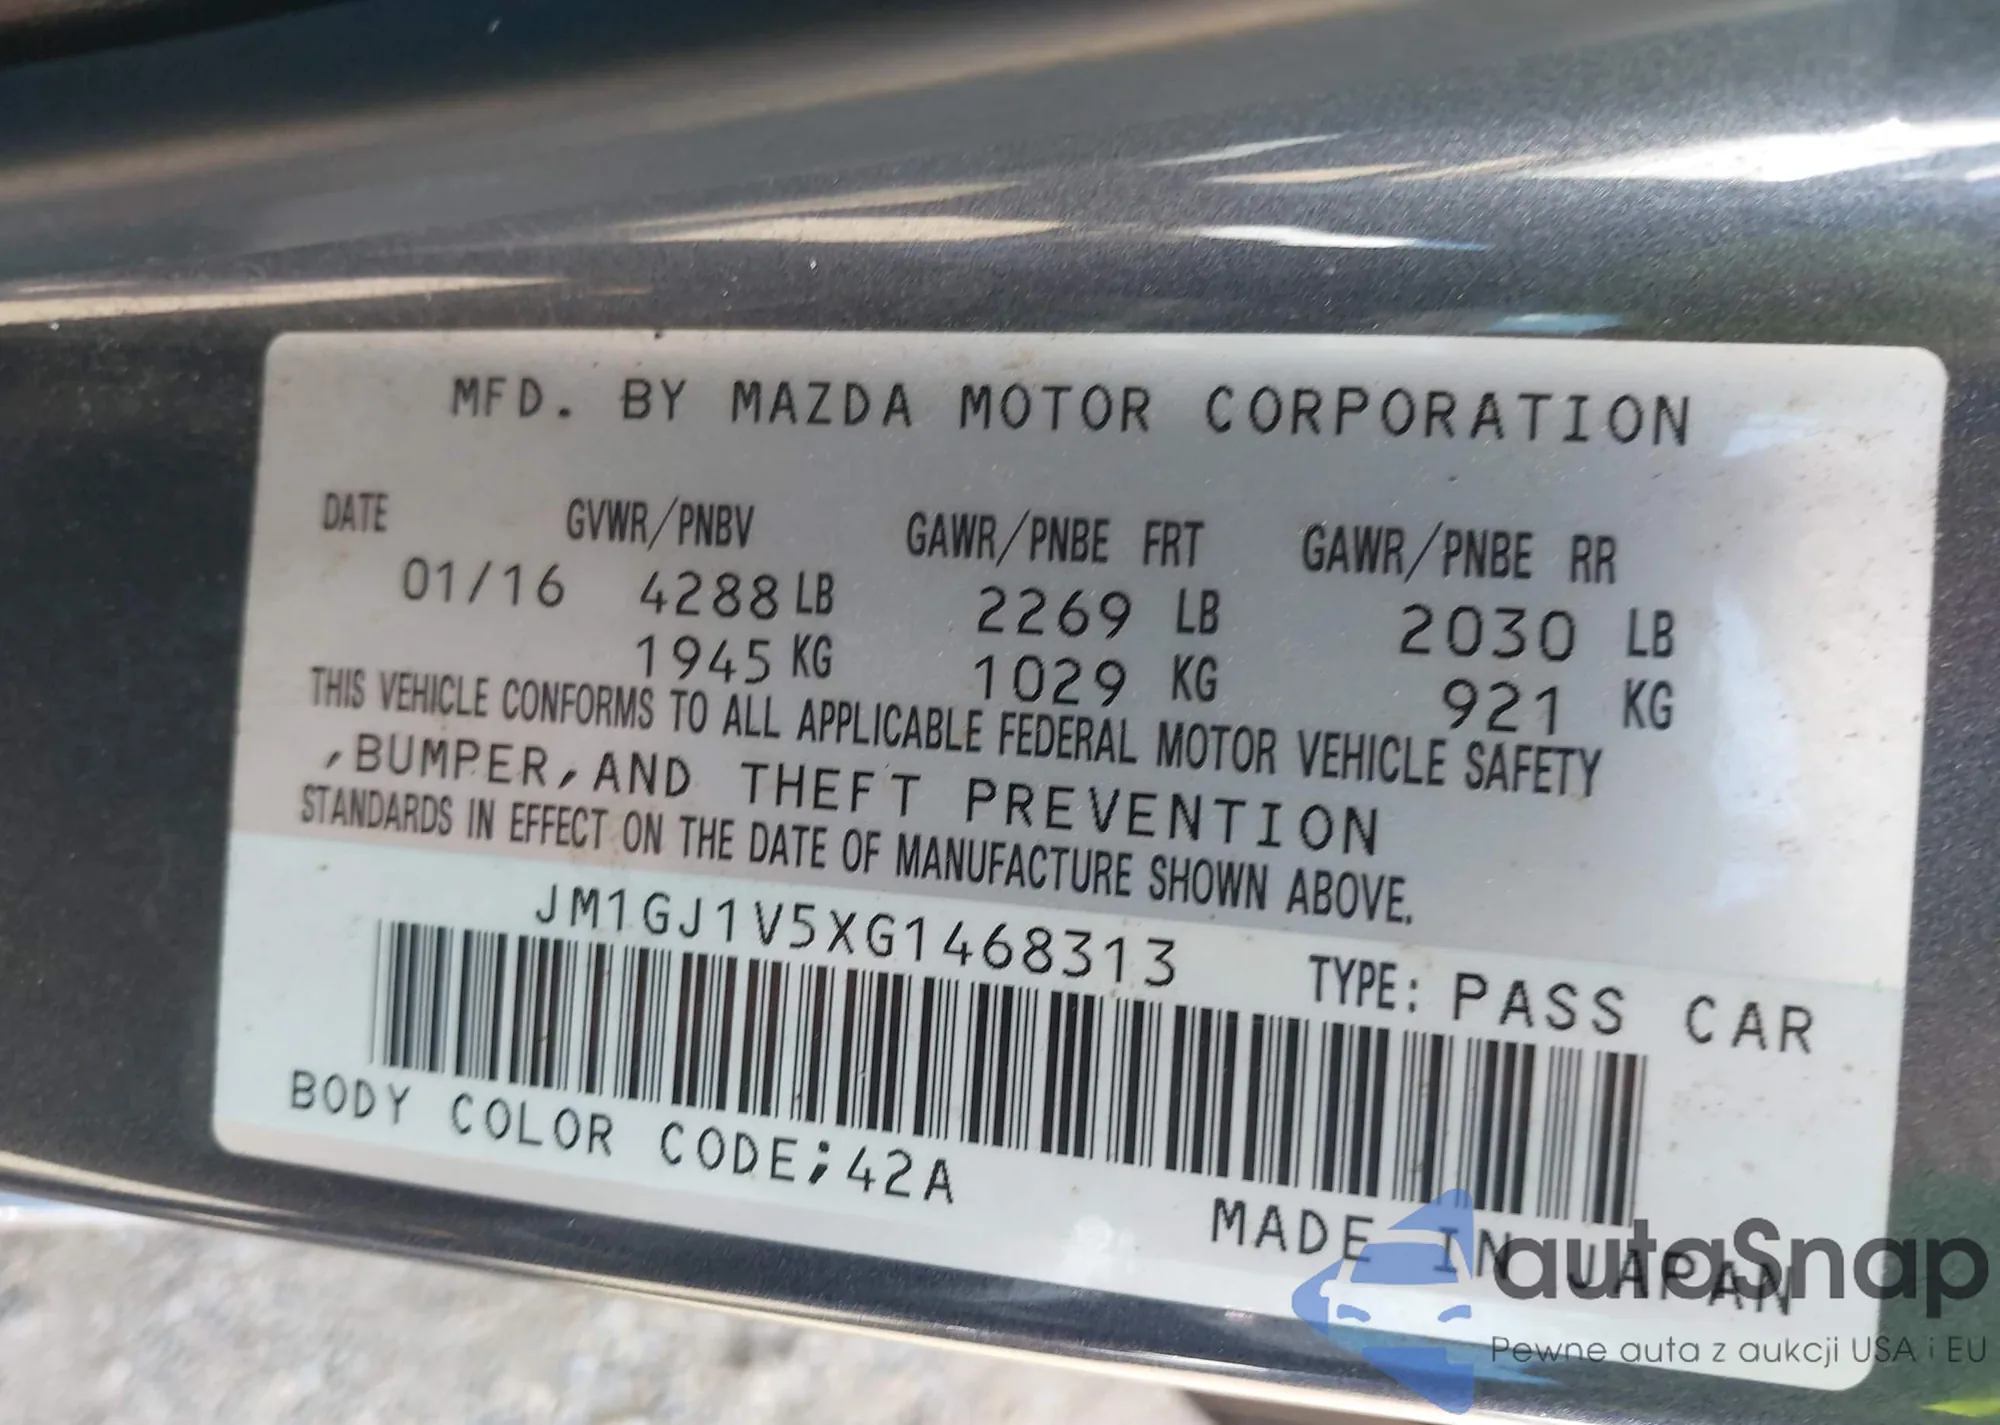 MFD. BY MAZDA MOTOR CORPORATION
DATE GVWR/PNBV GAWR/PNBE FRT GAWR/PNBE RR
01/16 4288 LB 2269 LB 2030 LB
1945 KG 1029 KG 921 KG
THIS VEHICLE CONFORMS TO ALL APPLICABLE FEDERAL MOTOR VEHICLE SAFETY
,BUMPER,AND THEFT PREVENTION
STANDARDS IN EFFECT ON THE DATE OF MANUFACTURE SHOWN ABOVE.
JM1GJ1V5XG1468313
TYPE: PASS CAR
BODY COLOR CODE;42A
MADE IN JAPAN
autoSnap
Pewne auta z aukcji USA i EU